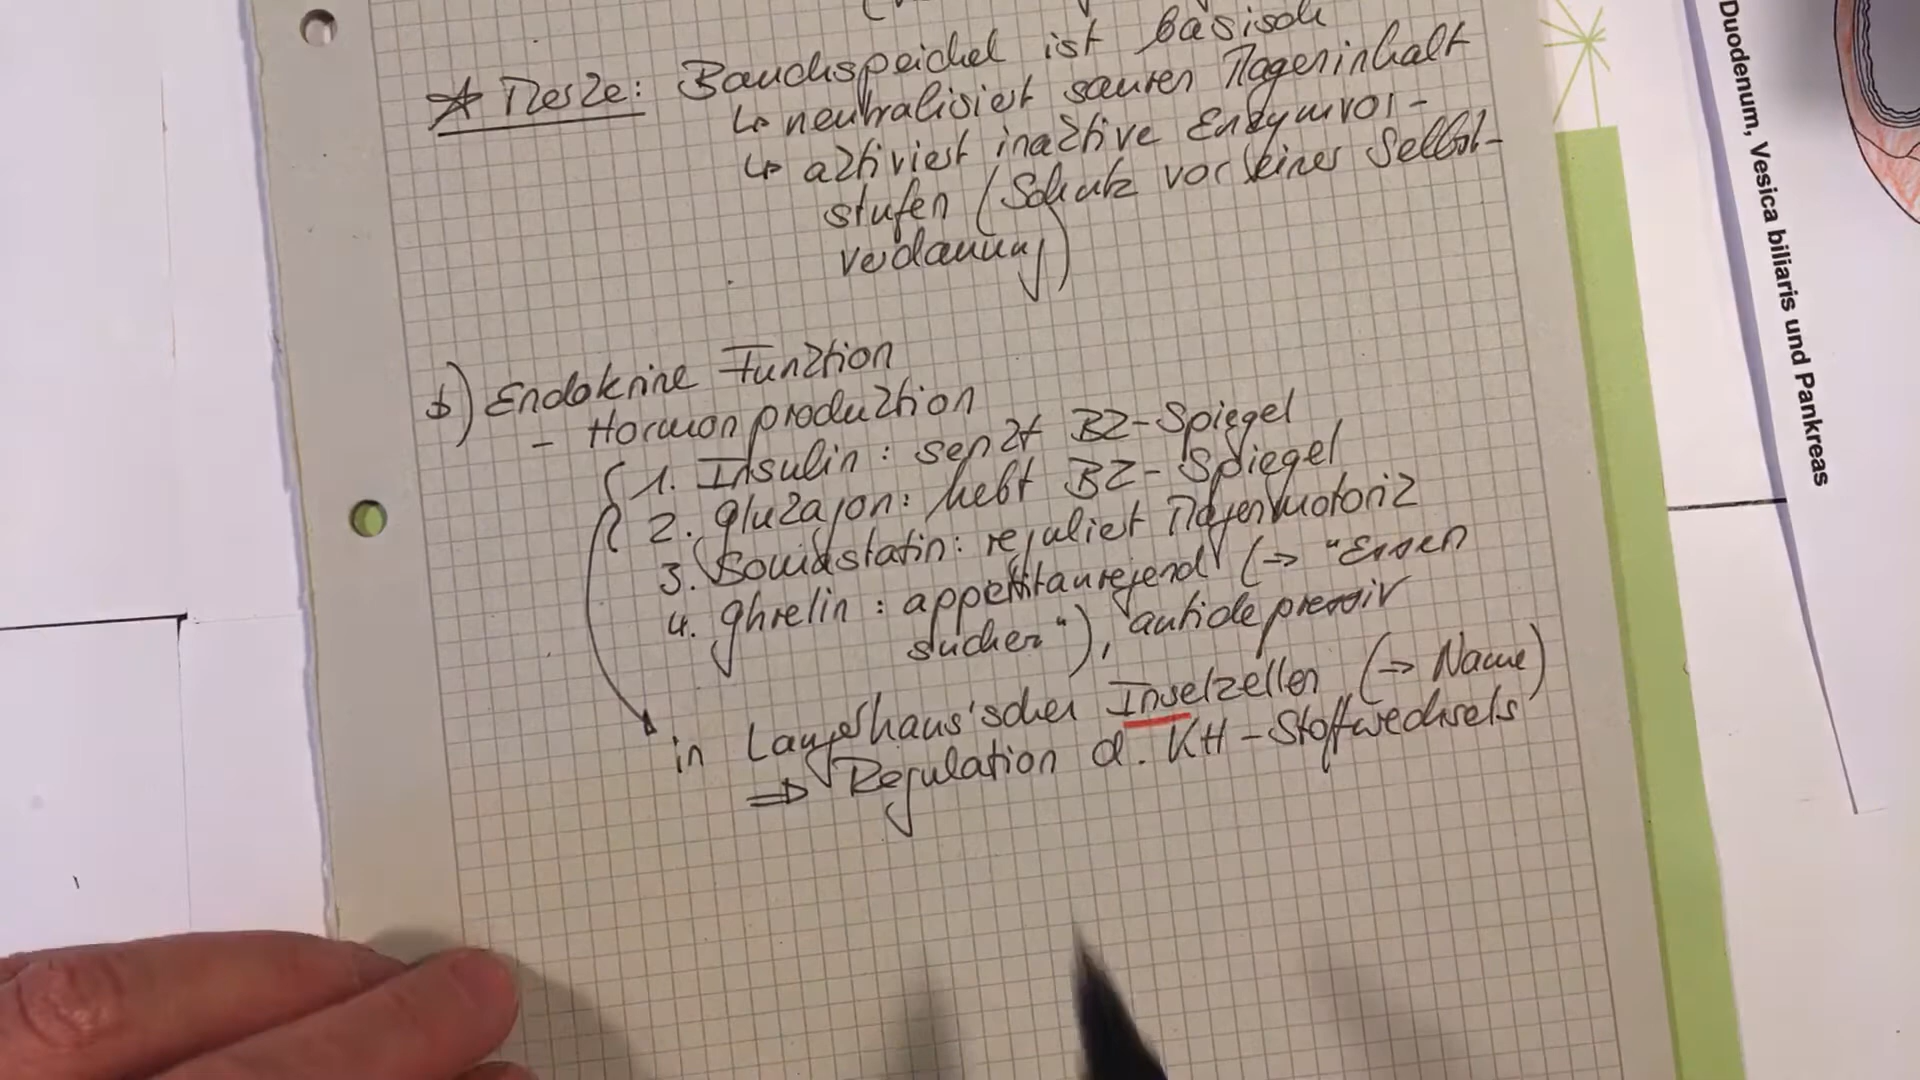 * Merke: Bauchspeichel ist basisch
↳ neutralisiert sauren Mageninhalt
↳ aktiviert inaktive Enzymvor-
stufen (Schutz vor einer Selbst-
verdauung)
b) Endokrine Funktion
- Hormonproduktion
1. Insulin: senkt BZ-Spiegel
2. Glukagon: hebt BZ-Spiegel
3. Somatostatin: reguliert Magenmotorik
4. Ghrelin: appetitanregend (→ "Essen
suchen"), antidepressiv
in Langerhans'schen Inselzellen (⇒ Name)
⇒ Regulation d. KH-Stoffwechsels
Duodenum, Vesica biliaris und Pankreas